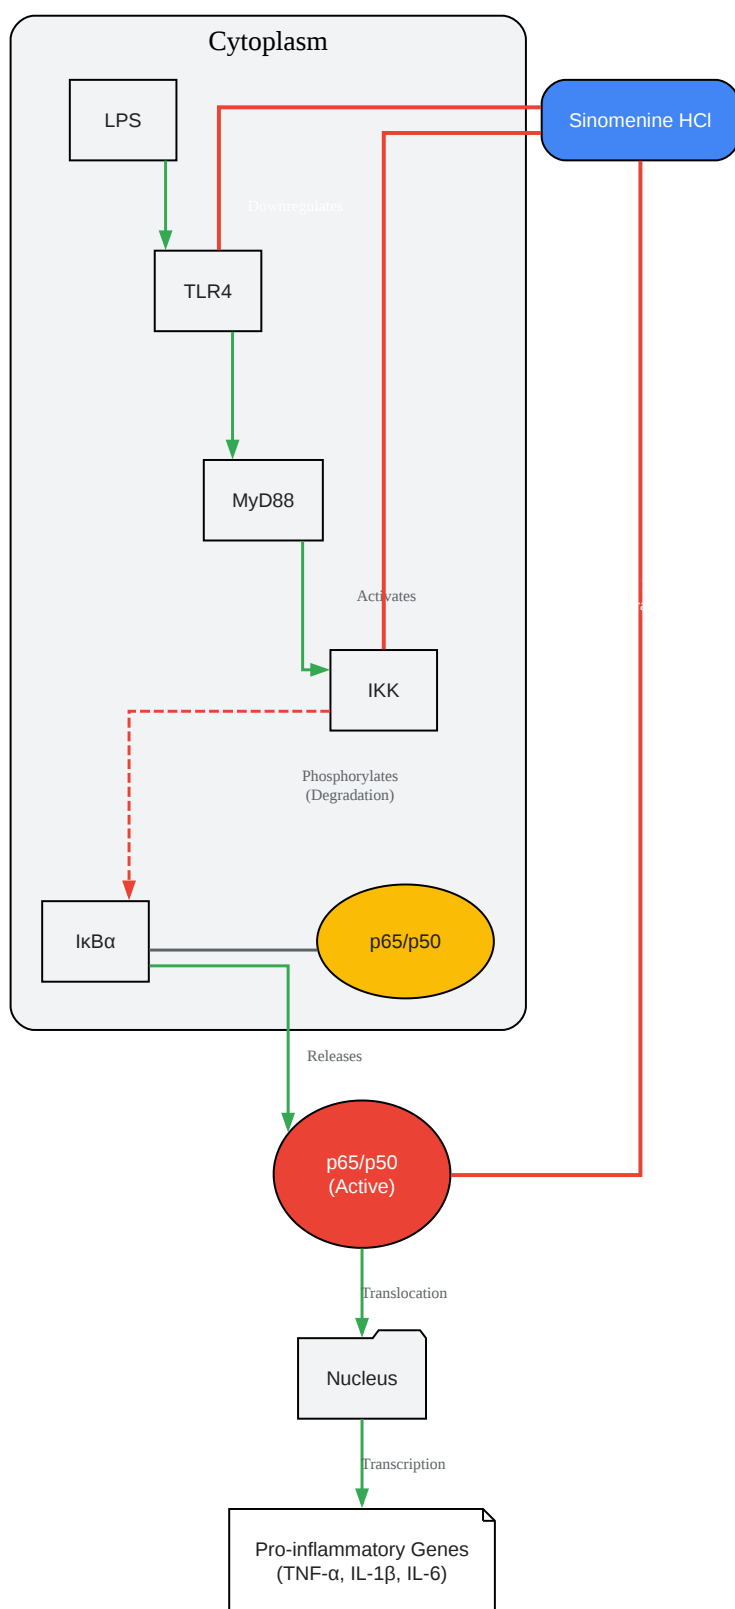 Cytoplasm
LPS
Sinomenine HCl
Downregulates
TLR4
MyD88
Activates
IKK
Phosphorylates
(Degradation)
IκBα
p65/p50
Releases
p65/p50
(Active)
Translocation
Nucleus
Transcription
Pro-inflammatory Genes
(TNF-α, IL-1β, IL-6)